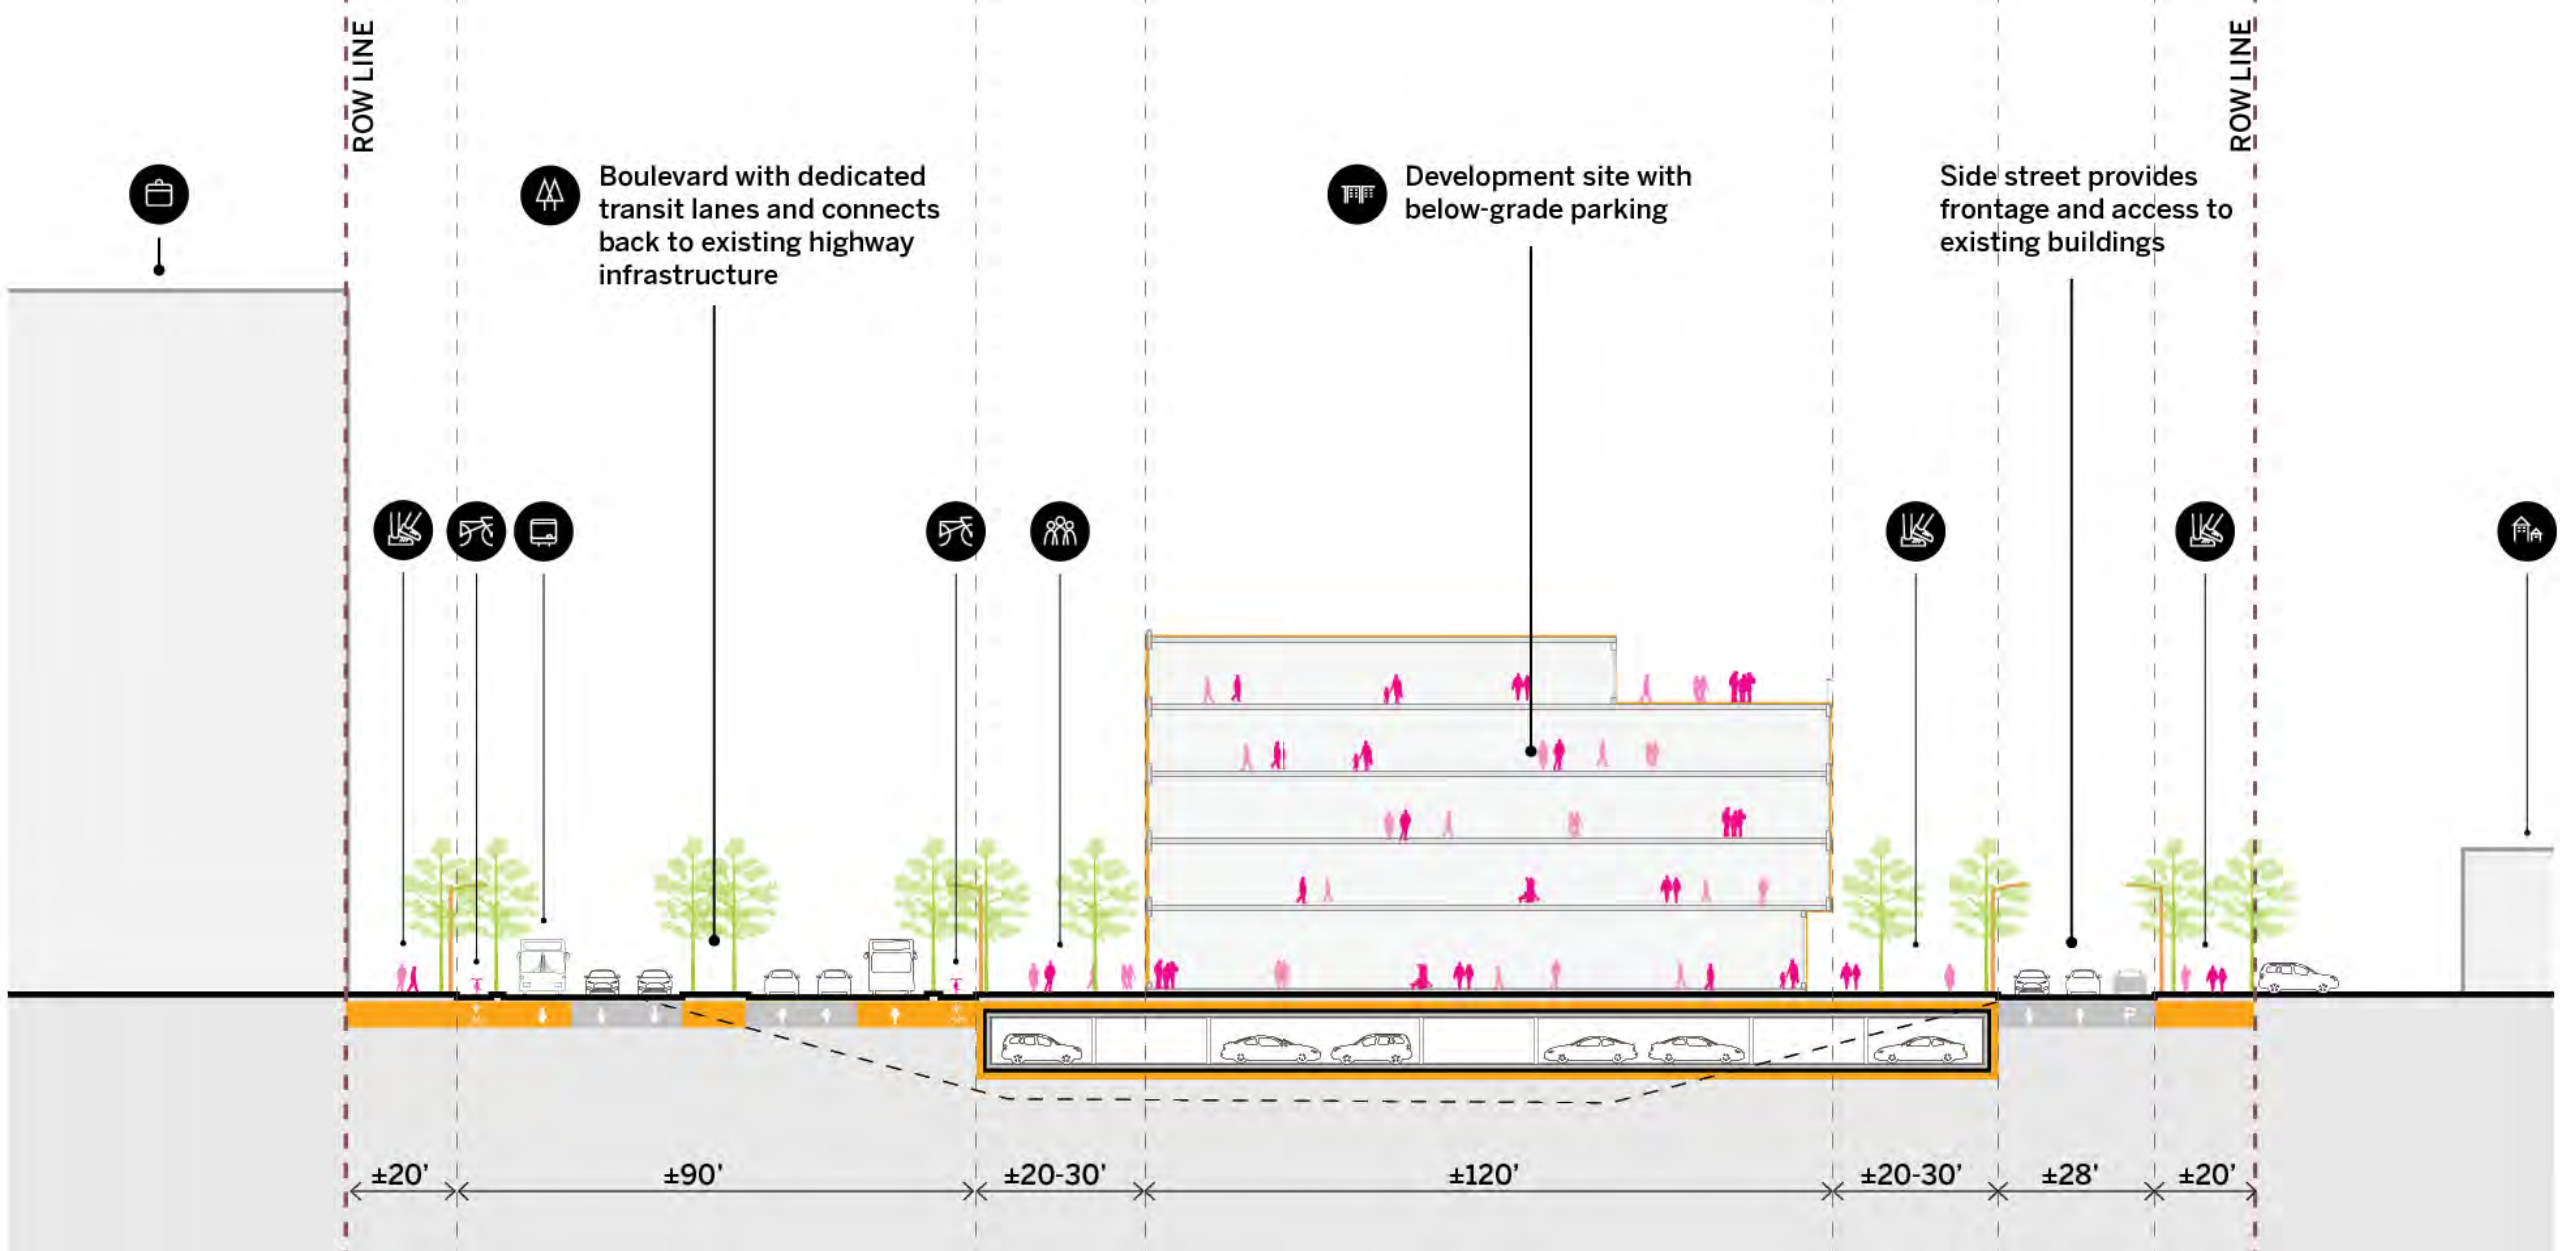 ROW LINE
ROW LINE
Boulevard with dedicated
transit lanes and connects
back to existing highway
infrastructure
Development site with
below-grade parking
Side street provides
frontage and access to
existing buildings
P
±20’
±90’
±20-30’
±120’
±20-30’
±28’
±20’